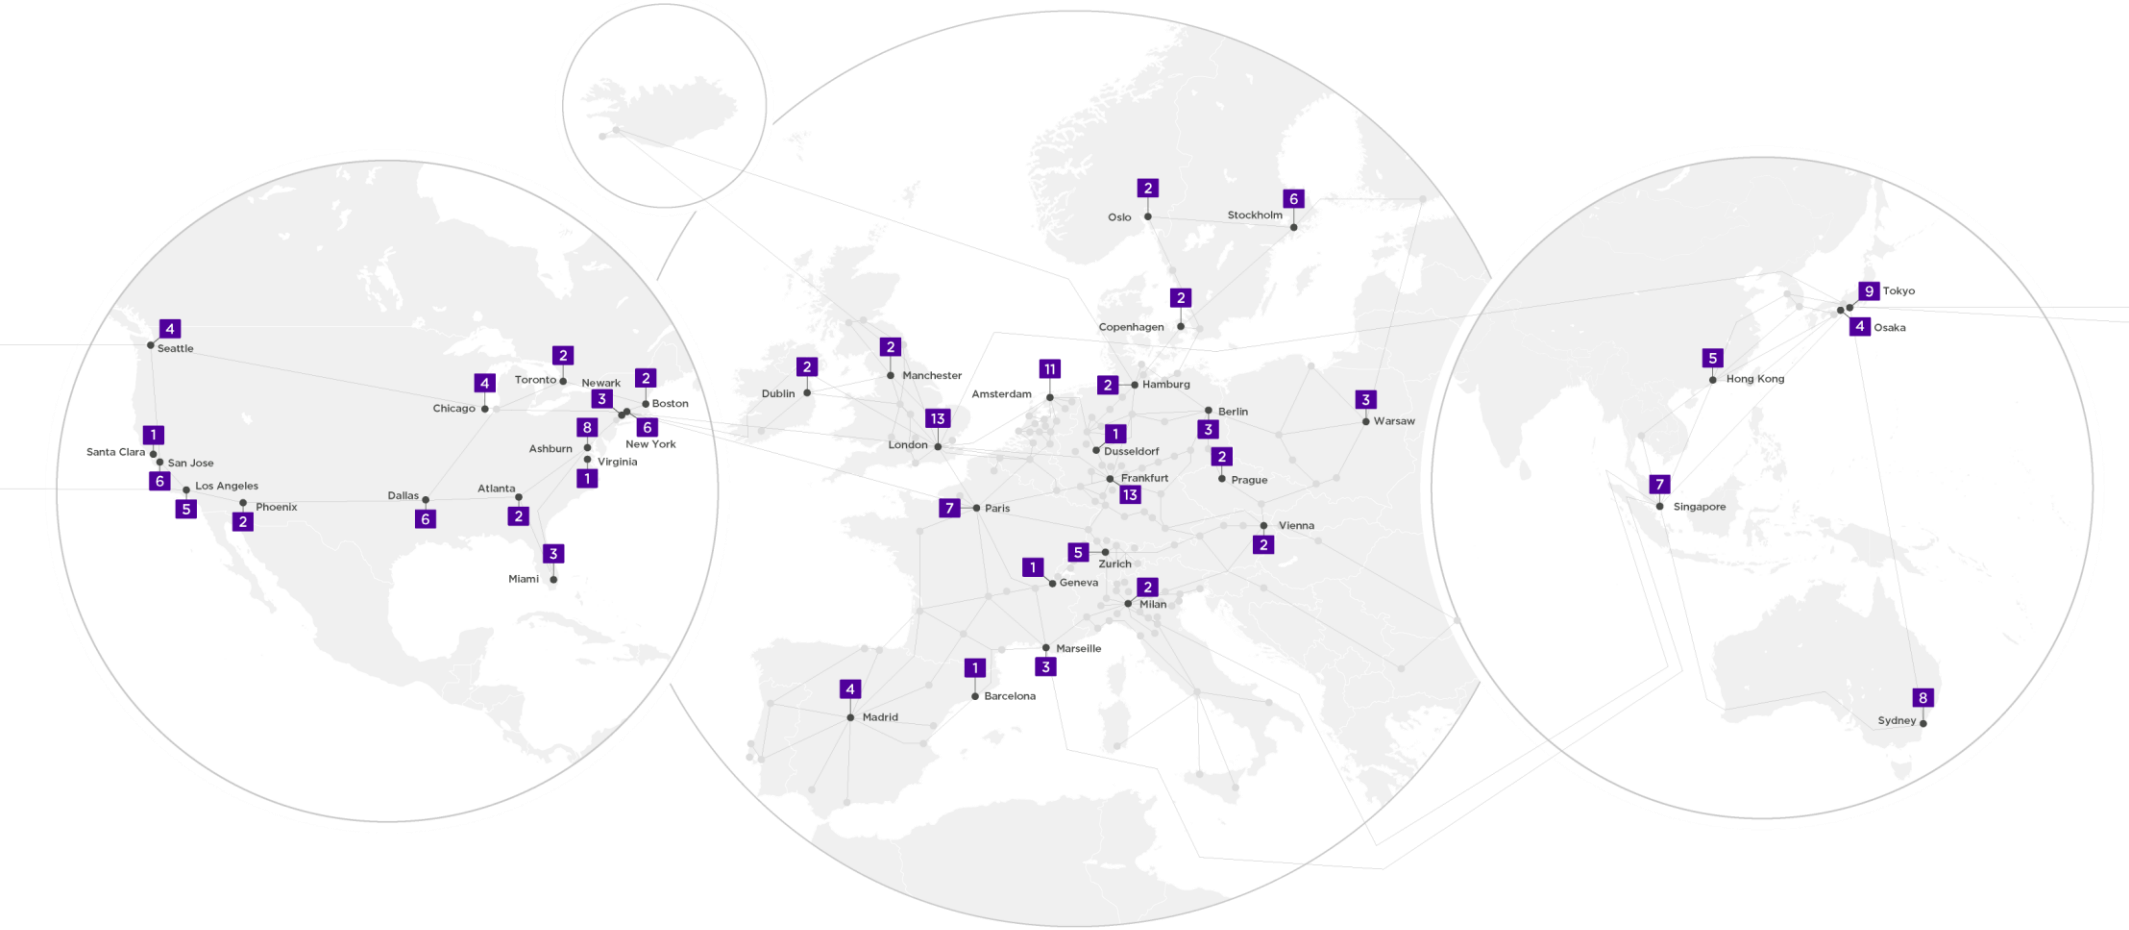 4
Seattle
2
Toronto
Newark
3
2
Boston
4
Chicago
6
New York
8
Ashburn
Virginia
1
1
Santa Clara
San Jose
6
Los Angeles
5
Phoenix
2
Dallas
6
Atlanta
2
3
Miami
2
Oslo
6
Stockholm
2
Copenhagen
2
Manchester
2
Dublin
11
Amsterdam
2
Hamburg
13
London
Berlin
3
3
Warsaw
1
Dusseldorf
2
Prague
Frankfurt
13
7
Paris
Vienna
2
5
Zurich
1
Geneva
2
Milan
Marseille
3
1
Barcelona
4
Madrid
9
Tokyo
4
Osaka
5
Hong Kong
7
Singapore
8
Sydney